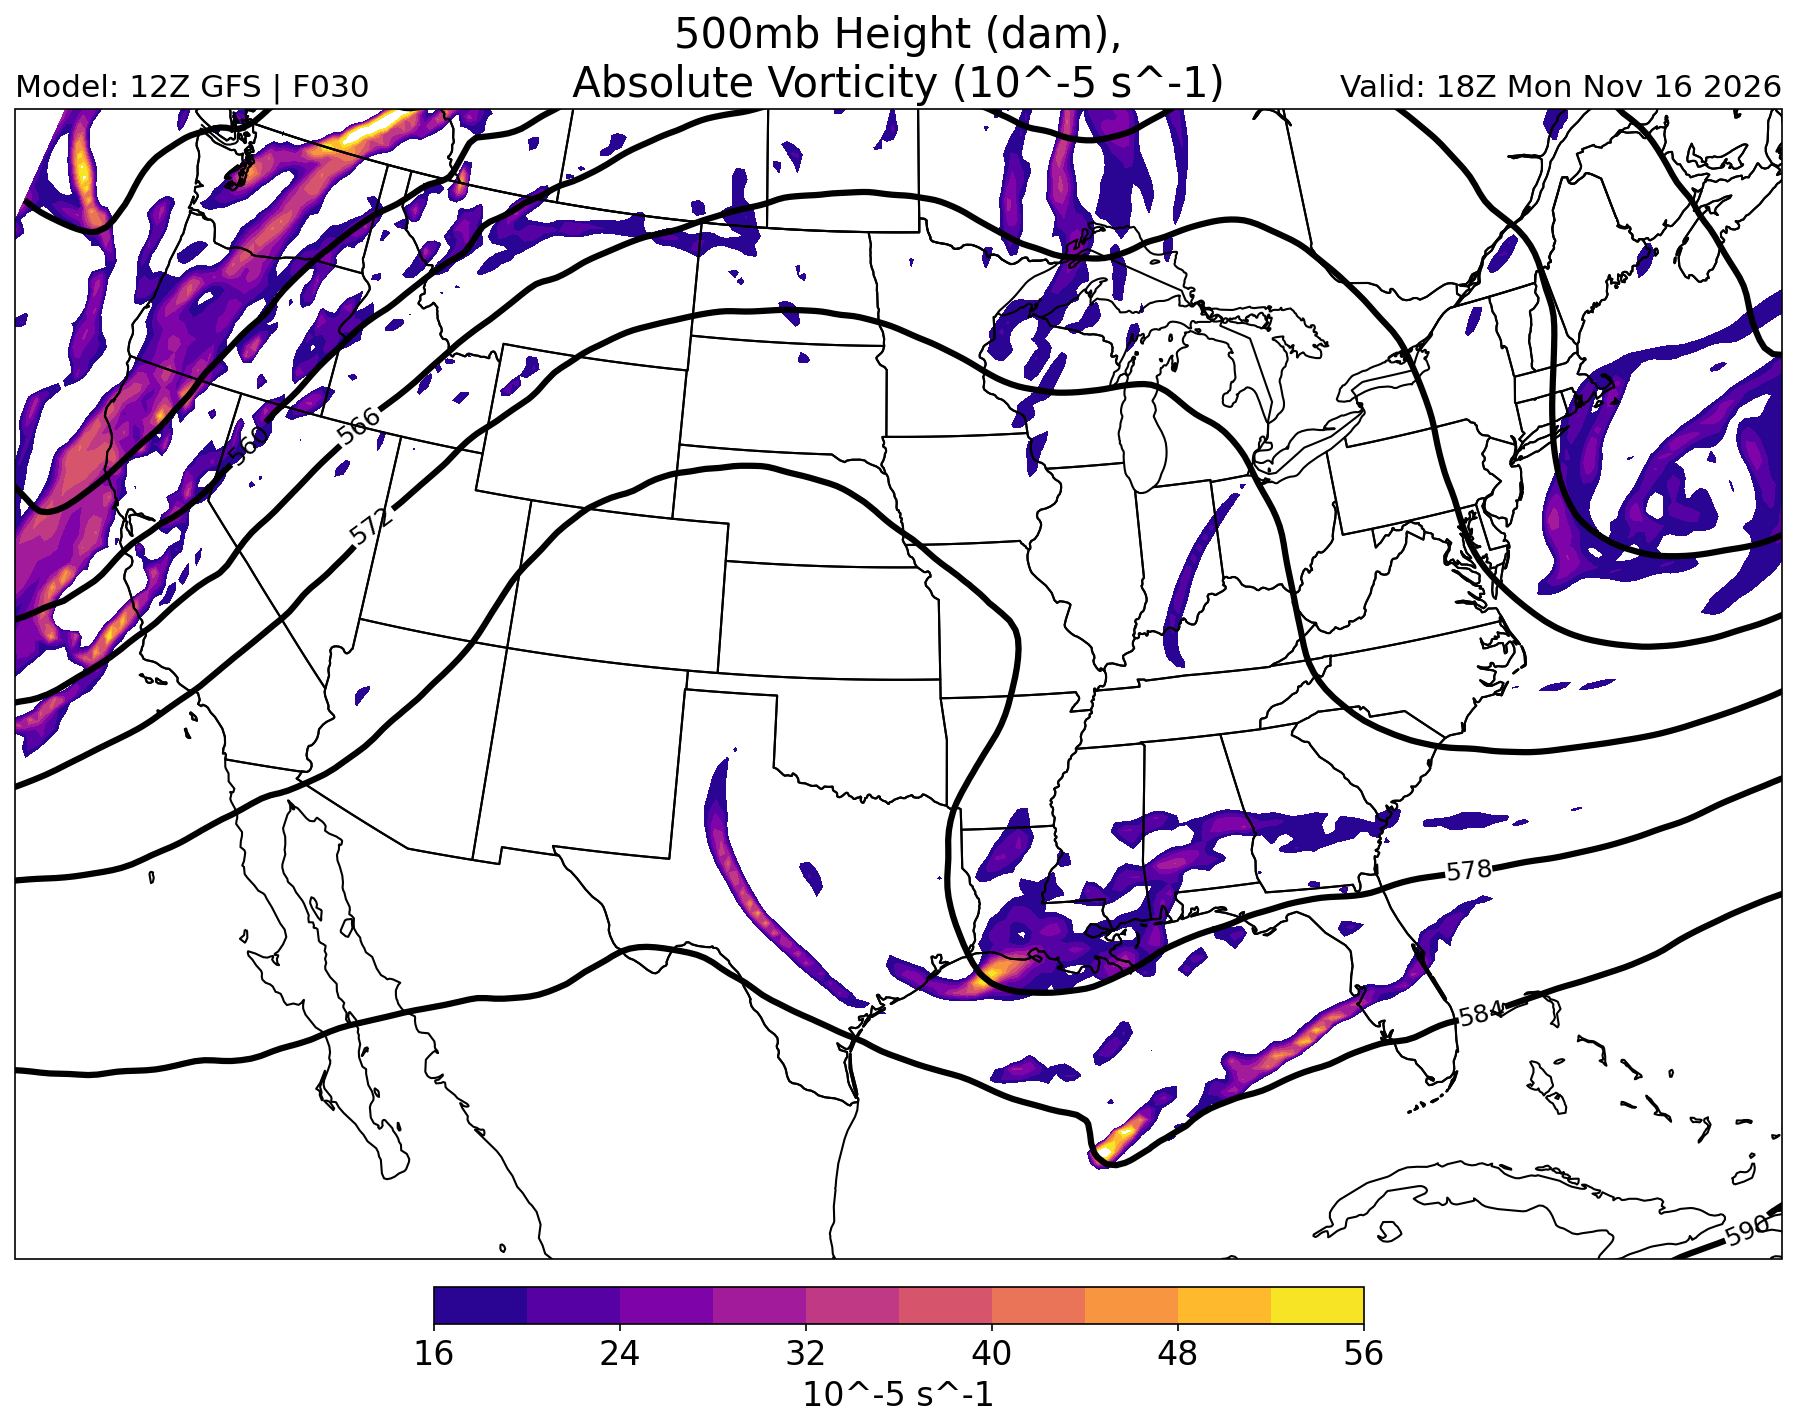 500mb Height (dam),
Model: 12Z GFS | F030
Absolute Vorticity (10^-5 s^-1)
Valid: 18Z Mon Nov 16 2026
560
566
572
578
584
590
16 24 32 40 48 56
10^-5 s^-1